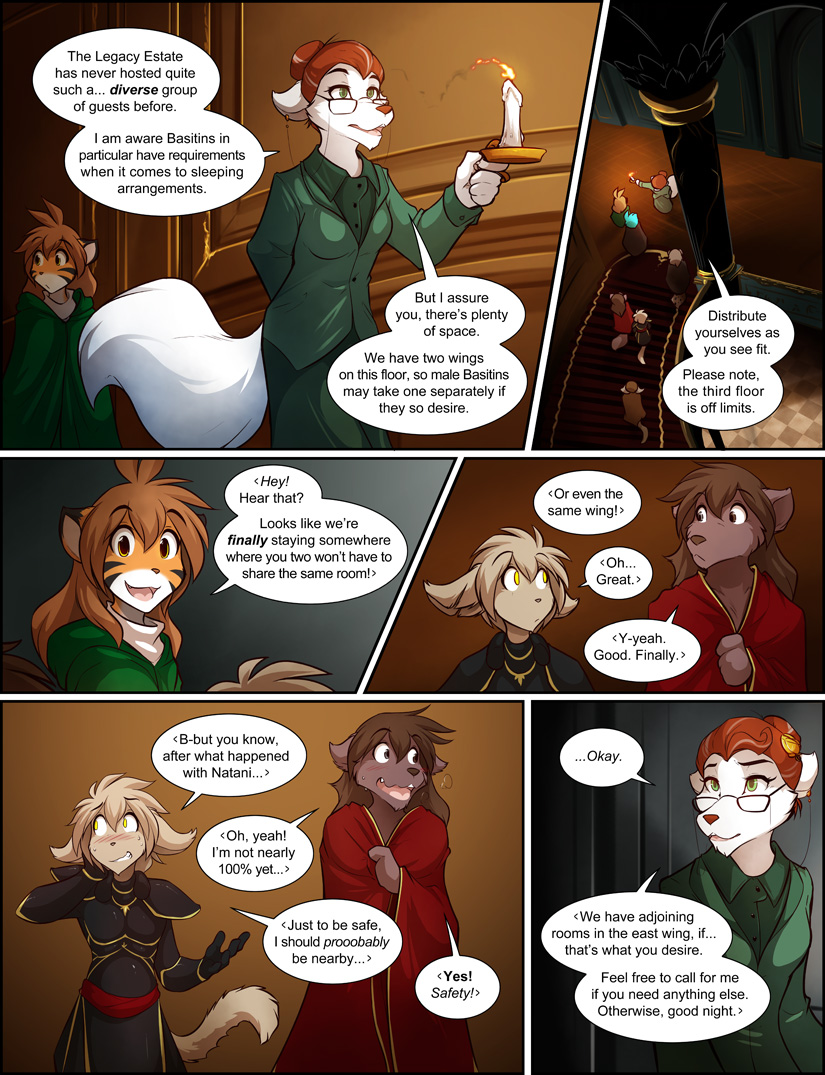 The Legacy Estate
has never hosted quite
such a... diverse group
of guests before.
I am aware Basitins in
particular have requirements
when it comes to sleeping
arrangements.
But I assure
you, there's plenty
of space.
We have two wings
on this floor, so male Basitins
may take one separately if
they so desire.
Distribute
yourselves as
you see fit.
Please note,
the third floor
is off limits.
‹Hey!
Hear that?
Looks like we're
finally staying somewhere
where you two won't have to
share the same room!›
‹Or even the
same wing!›
‹Oh...
Great.›
‹Y-yeah.
Good. Finally.›
‹B-but you know,
after what happened
with Natani...›
‹Oh, yeah!
I'm not nearly
100% yet...›
‹Just to be safe,
I should prooobably
be nearby...›
‹Yes!
Safety!›
...Okay.
‹We have adjoining
rooms in the east wing, if...
that's what you desire.
Feel free to call for me
if you need anything else.
Otherwise, good night.›